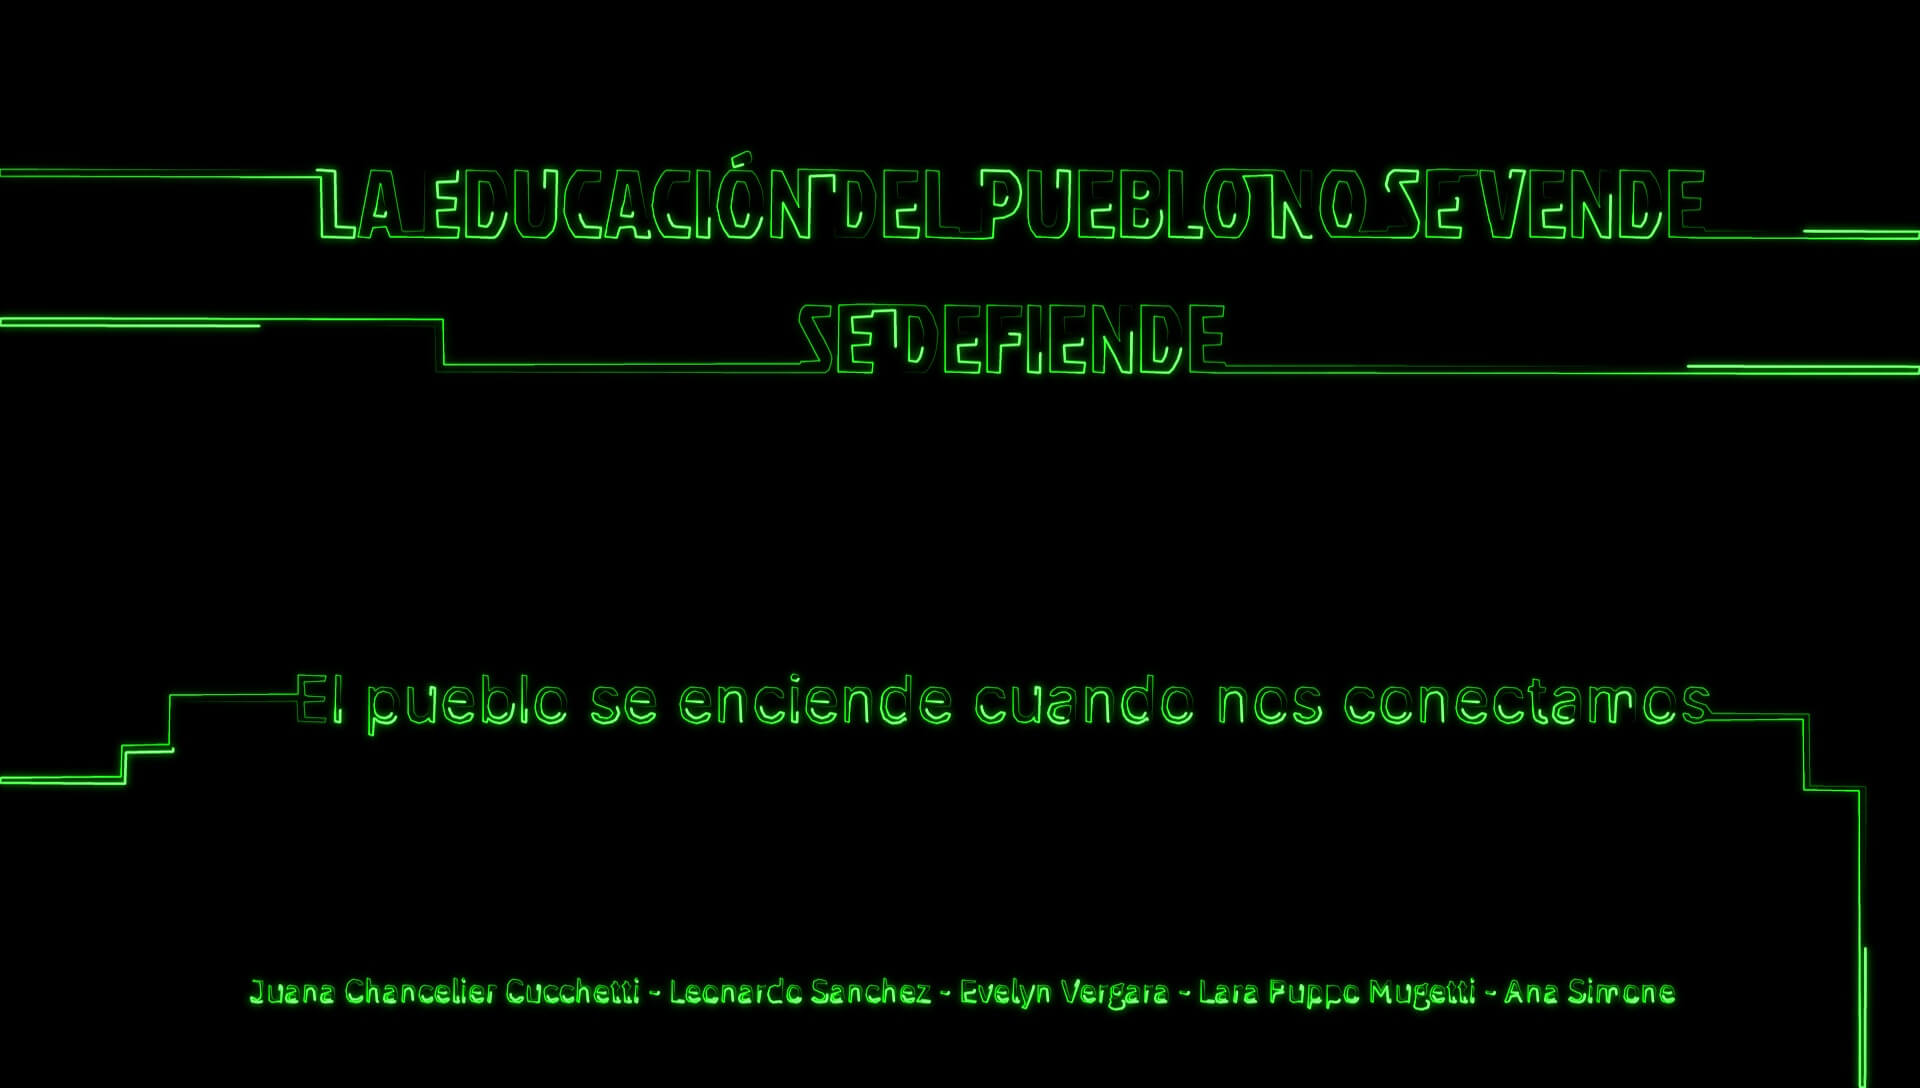 LA EDUCACIÓN DEL PUEBLO NO SE VENDE
SE DEFIENDE
El pueblo se enciende cuando nos conectamos
Juana Chancelier Cucchetti - Leonardo Sanchez - Evelyn Vergara - Lara Puppo Mugetti - Ana Simone